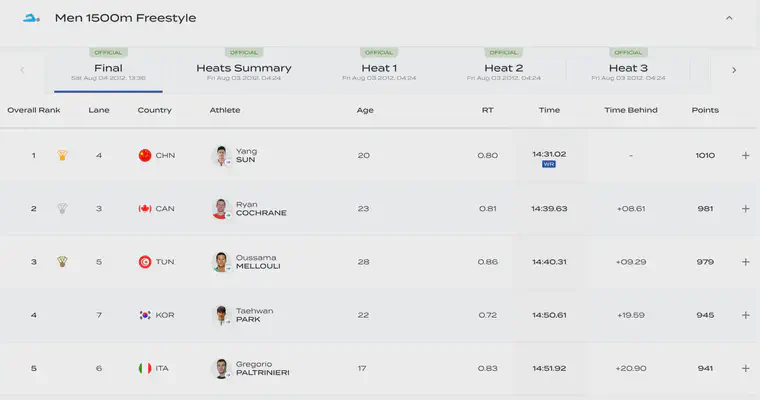 Men 1500m Freestyle
OFFICIAL OFFICIAL OFFICIAL OFFICIAL OFFICIAL
Final Heats Summary Heat 1 Heat 2 Heat 3
Sat Aug 04 2012, 13:36 Fri Aug 03 2012, 04:24 Fri Aug 03 2012, 04:24 Fri Aug 03 2012, 04:24 Fri Aug 03 2012, 04:24
Overall Rank Lane Country Athlete Age RT Time Time Behind Points
1 4 CHN Yang SUN 20 0.80 14:31.02 WR - 1010 +
2 3 CAN Ryan COCHRANE 23 0.81 14:39.63 +08.61 981 +
3 5 TUN Oussama MELLOULI 28 0.86 14:40.31 +09.29 979 +
4 7 KOR Taehwan PARK 22 0.72 14:50.61 +19.59 945 +
5 6 ITA Gregorio PALTRINIERI 17 0.83 14:51.92 +20.90 941 +